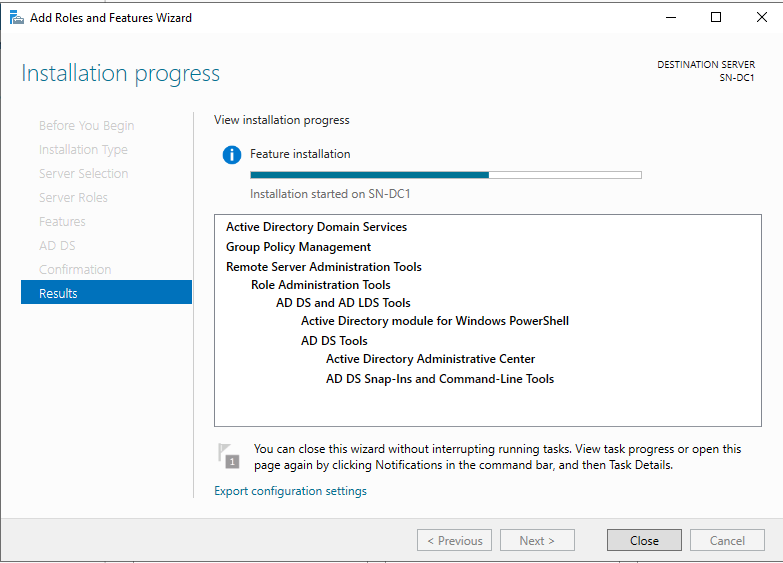 Add Roles and Features Wizard
Installation progress
DESTINATION SERVER
SN-DC1
Before You Begin
Installation Type
Server Selection
Server Roles
Features
AD DS
Confirmation
Results
View installation progress
Feature installation
Installation started on SN-DC1
Active Directory Domain Services
Group Policy Management
Remote Server Administration Tools
Role Administration Tools
AD DS and AD LDS Tools
Active Directory module for Windows PowerShell
AD DS Tools
Active Directory Administrative Center
AD DS Snap-Ins and Command-Line Tools
1
You can close this wizard without interrupting running tasks. View task progress or open this
page again by clicking Notifications in the command bar, and then Task Details.
Export configuration settings
< Previous
Next >
Close
Cancel